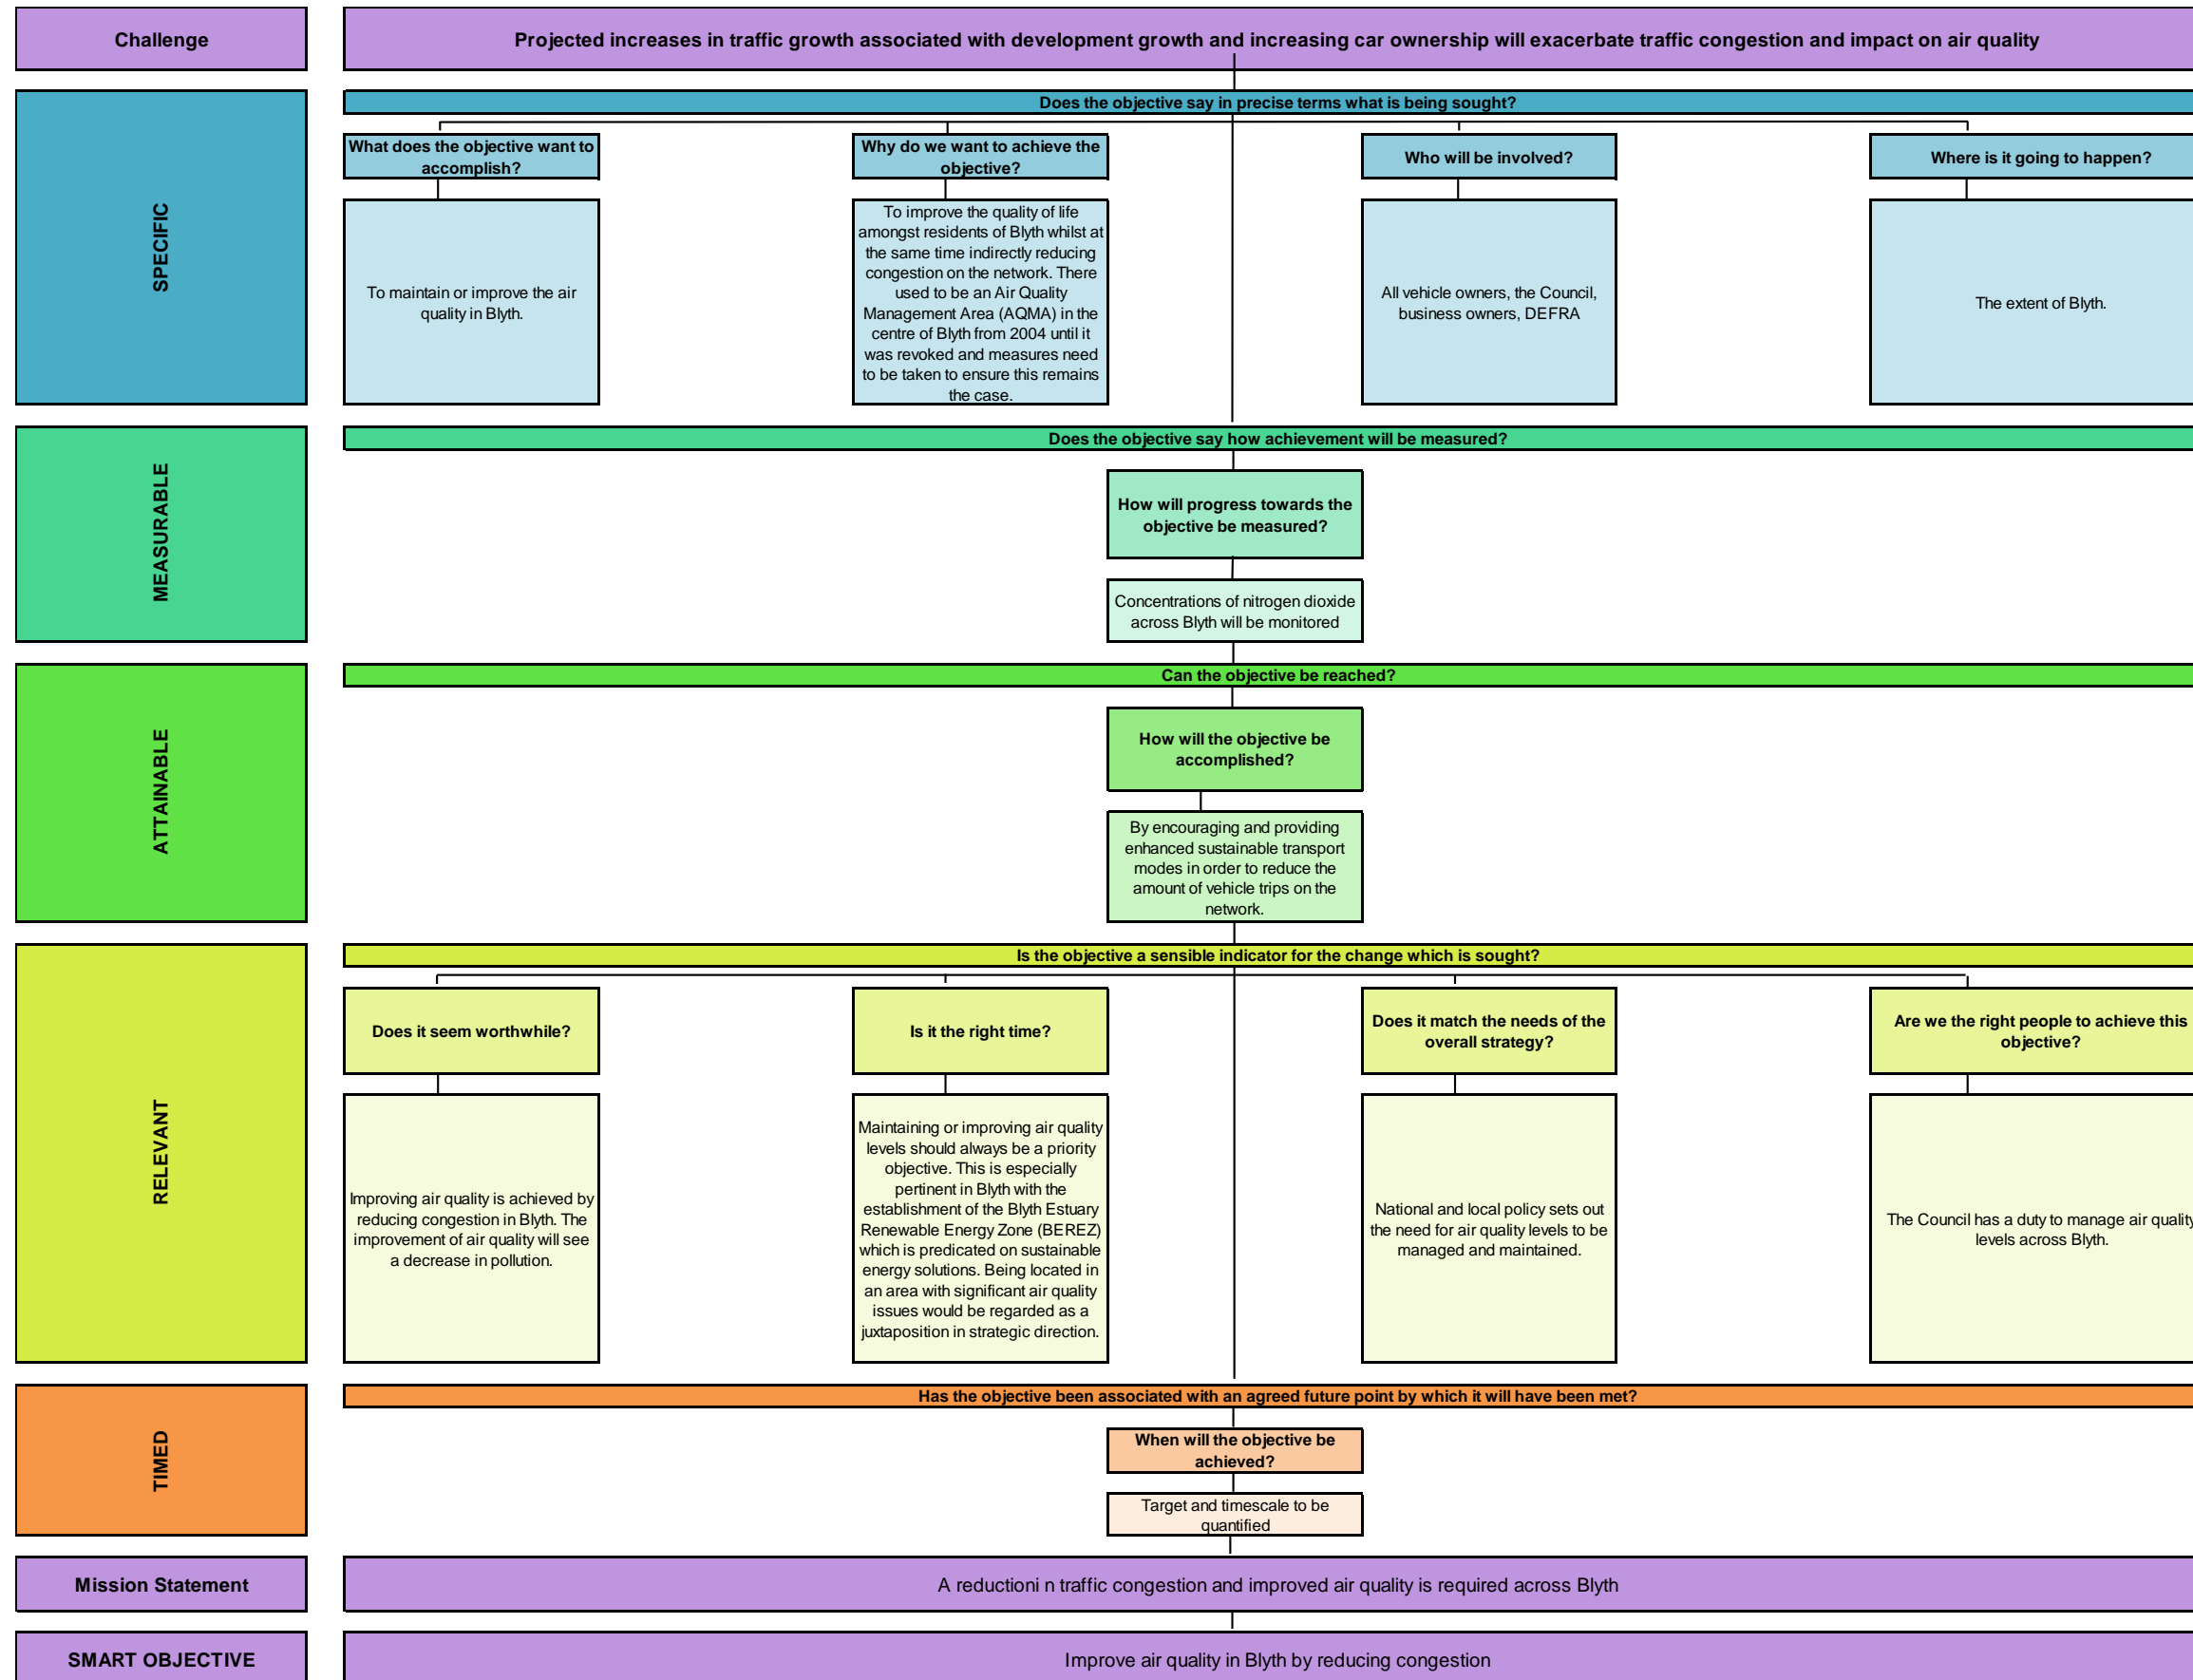 Challenge
Projected increases in traffic growth associated with development growth and increasing car ownership will exacerbate traffic congestion and impact on air quality
SPECIFIC
Does the objective say in precise terms what is being sought?
What does the objective want to
accomplish?
To maintain or improve the air
quality in Blyth.
Why do we want to achieve the
objective?
To improve the quality of life
amongst residents of Blyth whilst at
the same time indirectly reducing
congestion on the network. There
used to be an Air Quality
Management Area (AQMA) in the
centre of Blyth from 2004 until it
was revoked and measures need
to be taken to ensure this remains
the case.
Who will be involved?
All vehicle owners, the Council,
business owners, DEFRA
Where is it going to happen?
The extent of Blyth.
MEASURABLE
Does the objective say how achievement will be measured?
How will progress towards the
objective be measured?
Concentrations of nitrogen dioxide
across Blyth will be monitored
ATTAINABLE
Can the objective be reached?
How will the objective be
accomplished?
By encouraging and providing
enhanced sustainable transport
modes in order to reduce the
amount of vehicle trips on the
network.
RELEVANT
Is the objective a sensible indicator for the change which is sought?
Does it seem worthwhile?
Improving air quality is achieved by
reducing congestion in Blyth. The
improvement of air quality will see
a decrease in pollution.
Is it the right time?
Maintaining or improving air quality
levels should always be a priority
objective. This is especially
pertinent in Blyth with the
establishment of the Blyth Estuary
Renewable Energy Zone (BEREZ)
which is predicated on sustainable
energy solutions. Being located in
an area with significant air quality
issues would be regarded as a
juxtaposition in strategic direction.
Does it match the needs of the
overall strategy?
National and local policy sets out
the need for air quality levels to be
managed and maintained.
Are we the right people to achieve this
objective?
The Council has a duty to manage air quality
levels across Blyth.
TIMED
Has the objective been associated with an agreed future point by which it will have been met?
When will the objective be
achieved?
Target and timescale to be
quantified
Mission Statement
A reductioni n traffic congestion and improved air quality is required across Blyth
SMART OBJECTIVE
Improve air quality in Blyth by reducing congestion